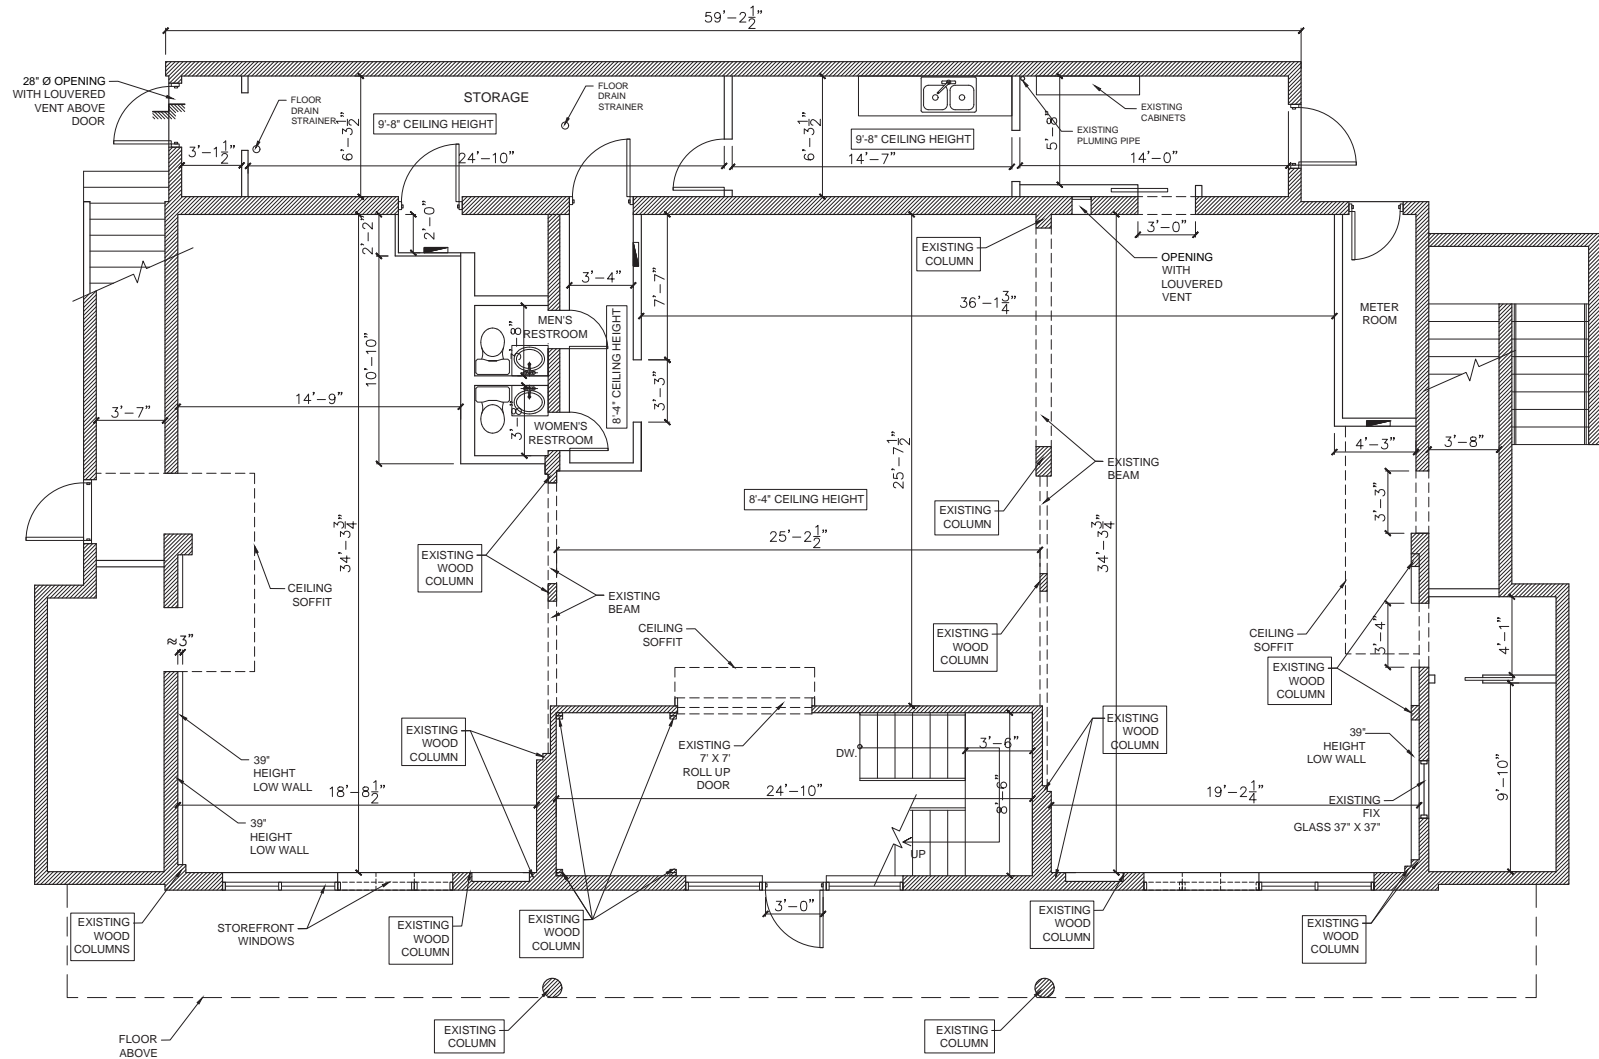 59'-2 1/2"
28" Ø OPENING
WITH LOUVERED
VENT ABOVE
DOOR
FLOOR
DRAIN
STRAINER
STORAGE
9'-8" CEILING HEIGHT
FLOOR
DRAIN
STRAINER
6'-3 1/2"
6'-3 1/2"
9'-8" CEILING HEIGHT
EXISTING
CABINETS
EXISTING
PLUMING PIPE
5'-8"
3'-1 1/2"
24'-10"
14'-7"
14'-0"
2'-2"
2'-0"
3'-4"
7'-7"
EXISTING
COLUMN
3'-0"
OPENING
WITH
LOUVERED
VENT
36'-1 3/4"
METER
ROOM
MEN'S
RESTROOM
3'-8"
8'-4" CEILING HEIGHT
10'-10"
14'-9"
3'-7"
3'-3"
WOMEN'S
RESTROOM
3'-8"
25'-7 1/2"
4'-3"
3'-8"
EXISTING
BEAM
8'-4" CEILING HEIGHT
EXISTING
COLUMN
3'-3"
34'-3 3/4"
25'-2 1/2"
34'-3 3/4"
EXISTING
WOOD
COLUMN
CEILING
SOFFIT
EXISTING
BEAM
≈3"
CEILING
SOFFIT
EXISTING
WOOD
COLUMN
CEILING
SOFFIT
3'-4"
4'-1"
EXISTING
WOOD
COLUMN
EXISTING
WOOD
COLUMN
39"
HEIGHT
LOW WALL
EXISTING
7' X 7'
ROLL UP
DOOR
DW.
3'-6"
EXISTING
WOOD
COLUMN
39"
HEIGHT
LOW WALL
18'-8 1/2"
24'-10"
8'-6"
19'-2 1/4"
EXISTING
FIX
GLASS 37" X 37"
9'-10"
39"
HEIGHT
LOW WALL
UP
EXISTING
WOOD
COLUMNS
STOREFRONT
WINDOWS
EXISTING
WOOD
COLUMN
EXISTING
WOOD
COLUMN
3'-0"
EXISTING
WOOD
COLUMN
EXISTING
WOOD
COLUMN
FLOOR
ABOVE
EXISTING
COLUMN
EXISTING
COLUMN